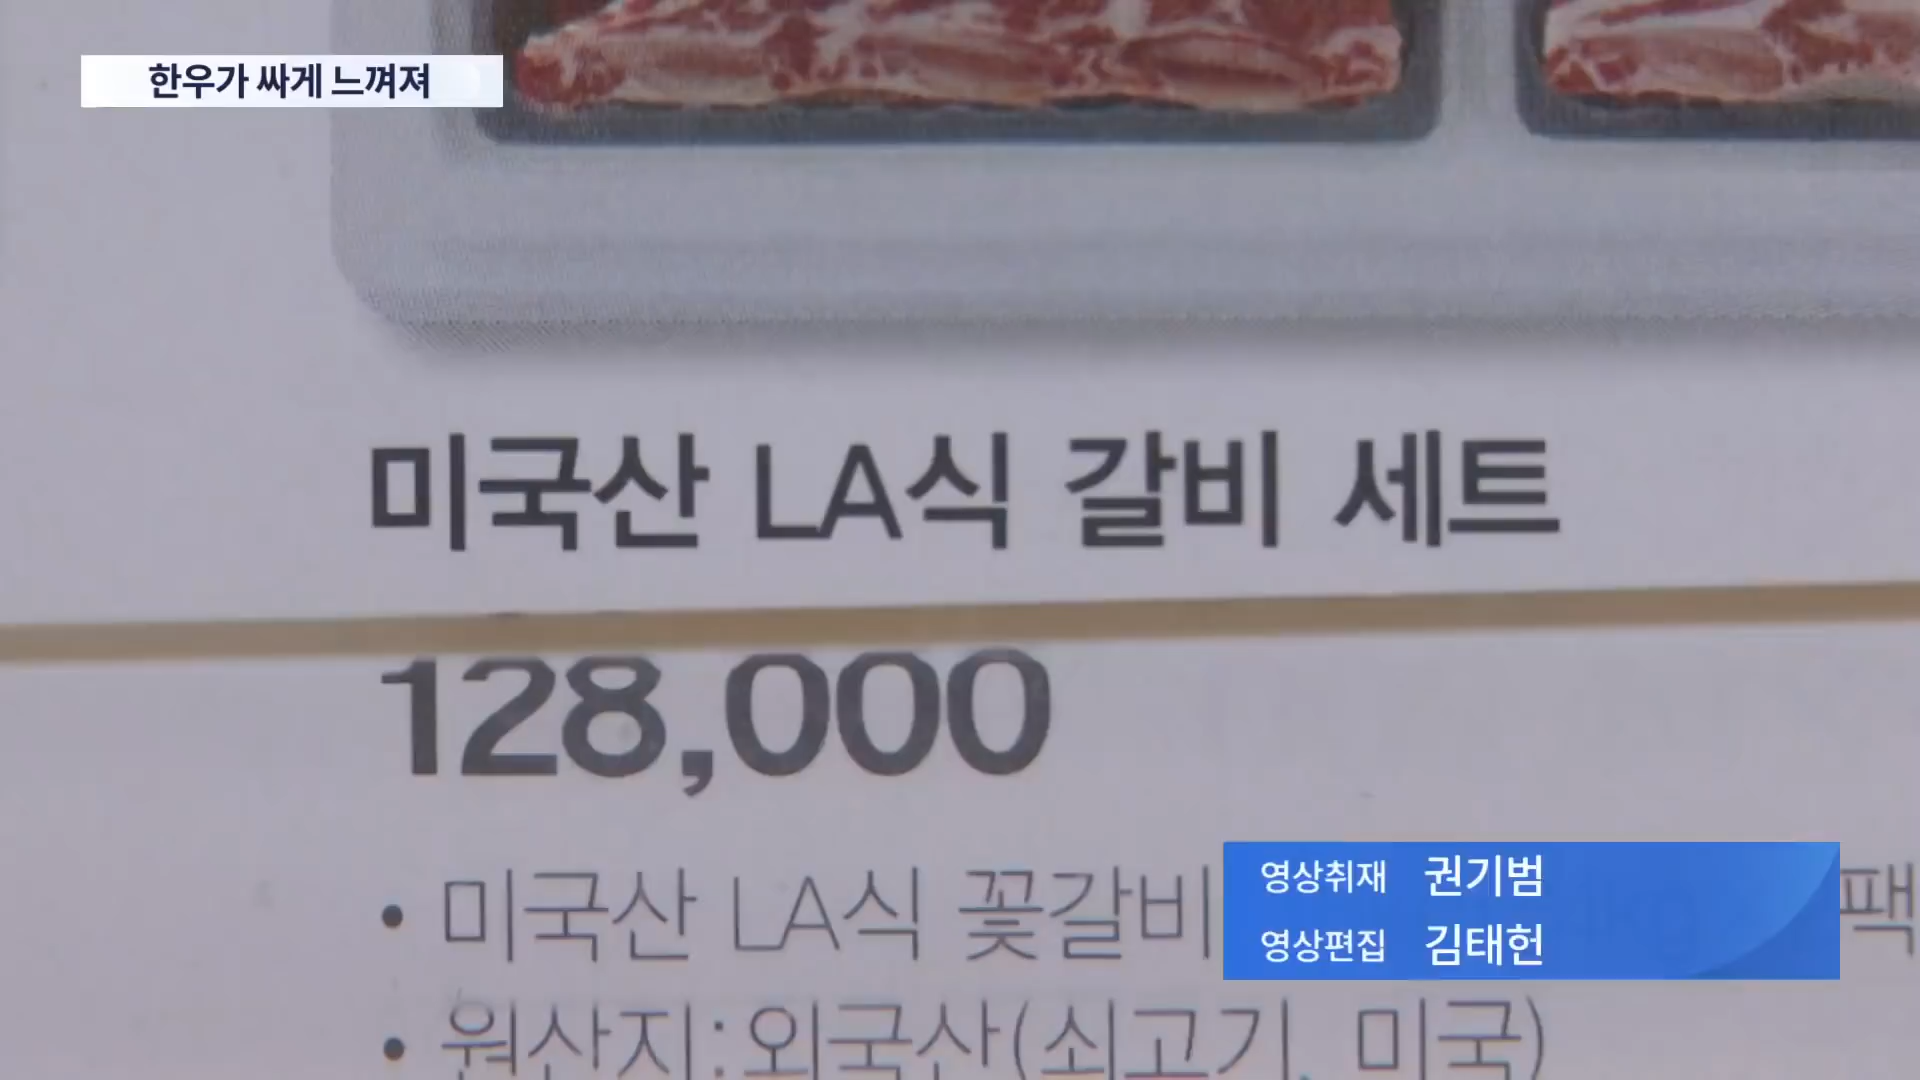 한우가 싸게 느껴져
미국산 LA식 갈비 세트
128,000
• 미국산 LA식 꽃갈비 팩
• 원산지:외국산(쇠고기, 미국)
영상취재 권기범
영상편집 김태헌